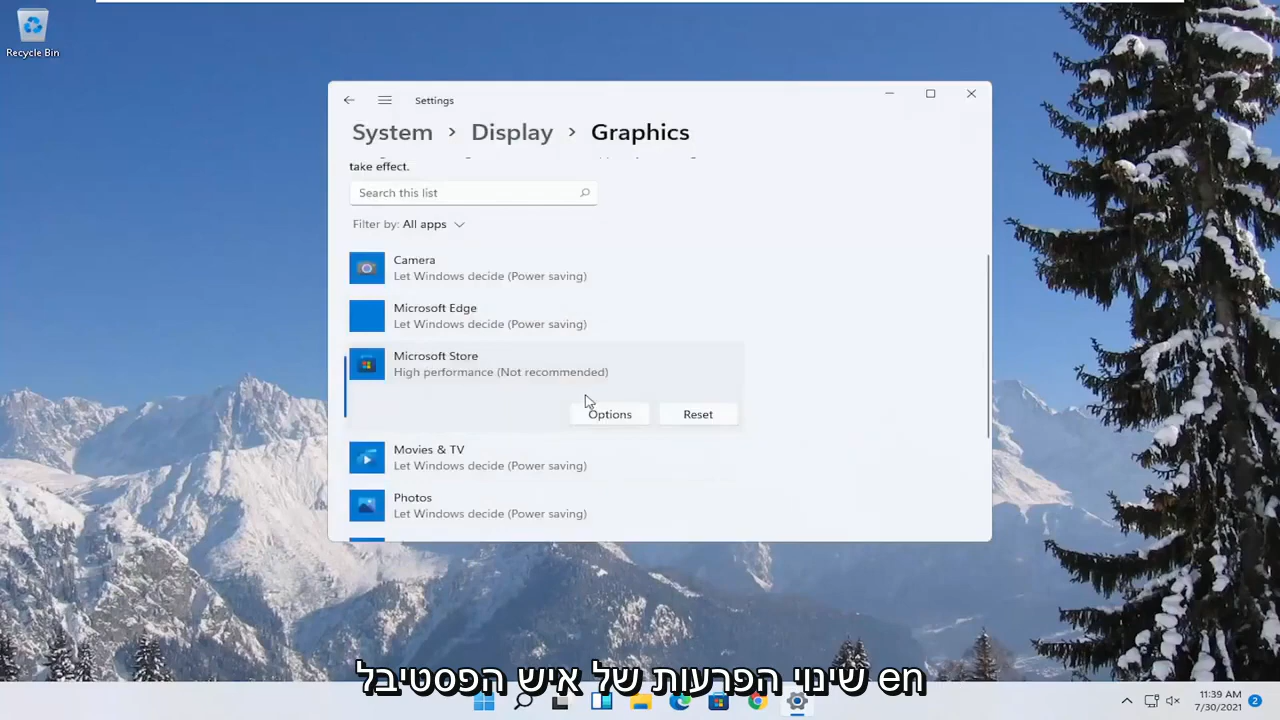 Recycle Bin
Settings
System > Display > Graphics
take effect.
Search this list
Filter by: All apps
Camera
Let Windows decide (Power saving)
Microsoft Edge
Let Windows decide (Power saving)
Microsoft Store
High performance (Not recommended)
Options
Reset
Movies & TV
Let Windows decide (Power saving)
Photos
Let Windows decide (Power saving)
שינוי הפרעות של איש הפסטיבל en
11:39 AM
7/30/2021
2